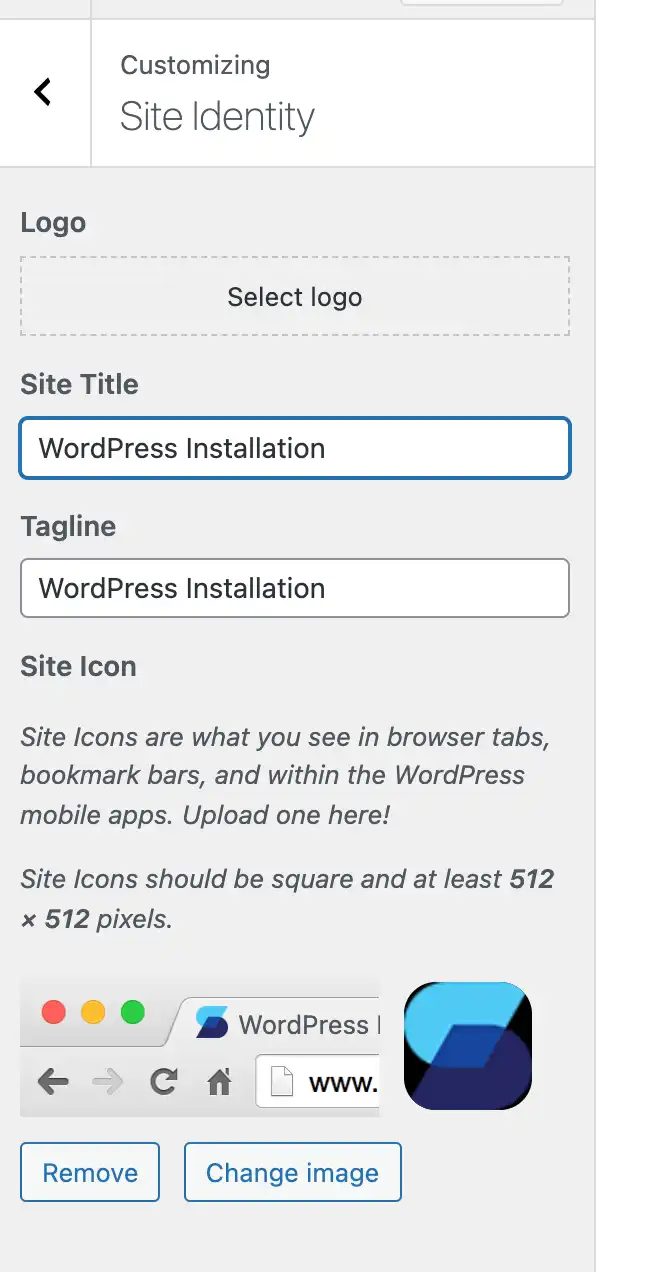 Customizing
Site Identity
Logo
Select logo
Site Title
WordPress Installation
Tagline
WordPress Installation
Site Icon
Site Icons are what you see in browser tabs,
bookmark bars, and within the WordPress
mobile apps. Upload one here!
Site Icons should be square and at least 512
× 512 pixels.
WordPress
www.
Remove
Change image